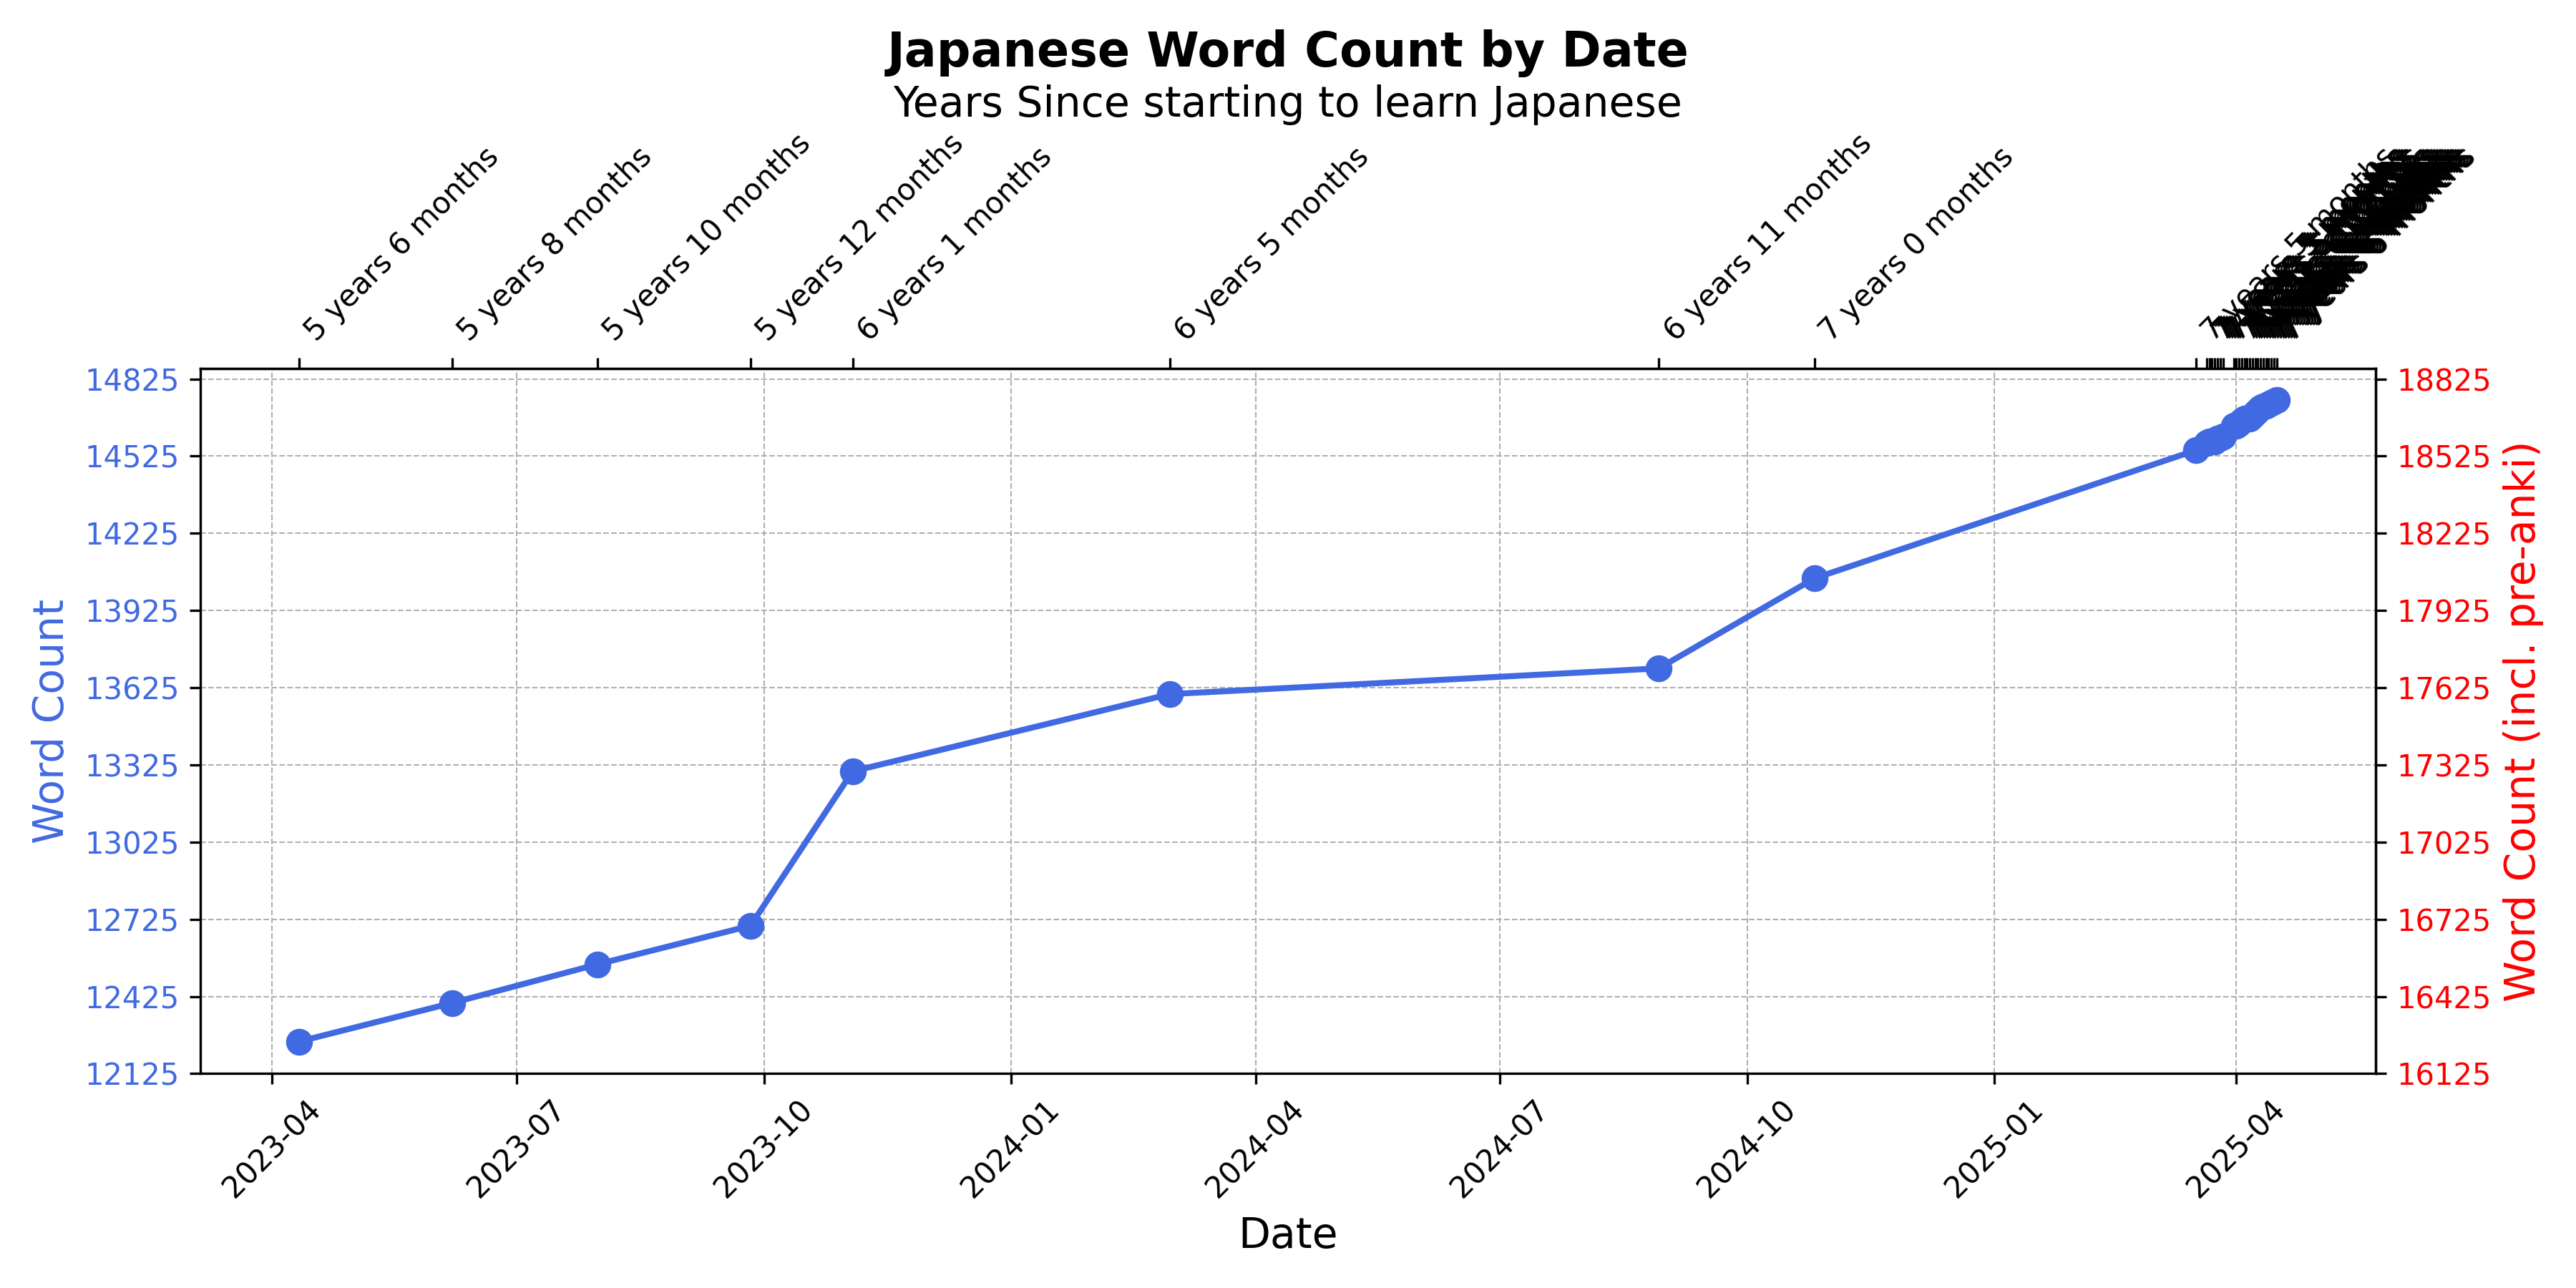 Japanese Word Count by Date
Years Since starting to learn Japanese
5 years 6 months
5 years 8 months
5 years 10 months
5 years 12 months
6 years 1 months
6 years 5 months
6 years 11 months
7 years 0 months
7 years 5 months
14825
14525
14225
13925
13625
13325
13025
12725
12425
12125
Word Count
18825
18525
18225
17925
17625
17325
17025
16725
16425
16125
Word Count (incl. pre-anki)
2023-04
2023-07
2023-10
2024-01
2024-04
2024-07
2024-10
2025-01
2025-04
Date